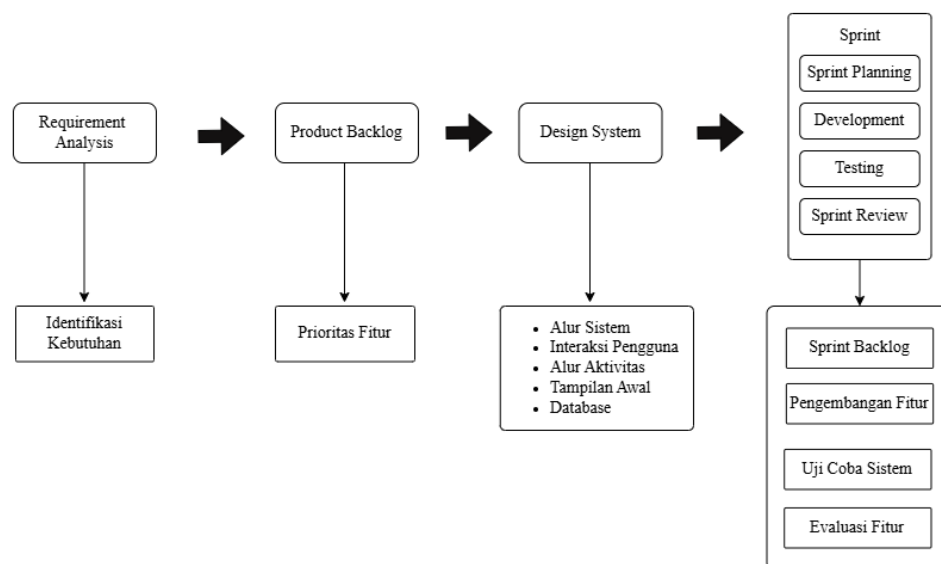 Requirement
Analysis
Product Backlog
Design System
Sprint
Sprint Planning
Development
Testing
Sprint Review
Identifikasi
Kebutuhan
Prioritas Fitur
• Alur Sistem
• Interaksi Pengguna
• Alur Aktivitas
• Tampilan Awal
• Database
Sprint Backlog
Pengembangan Fitur
Uji Coba Sistem
Evaluasi Fitur